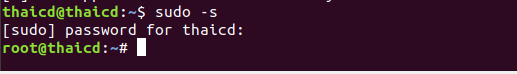 thaicd@thaicd:~$ sudo -s
[sudo] password for thaicd:
root@thaicd:~#